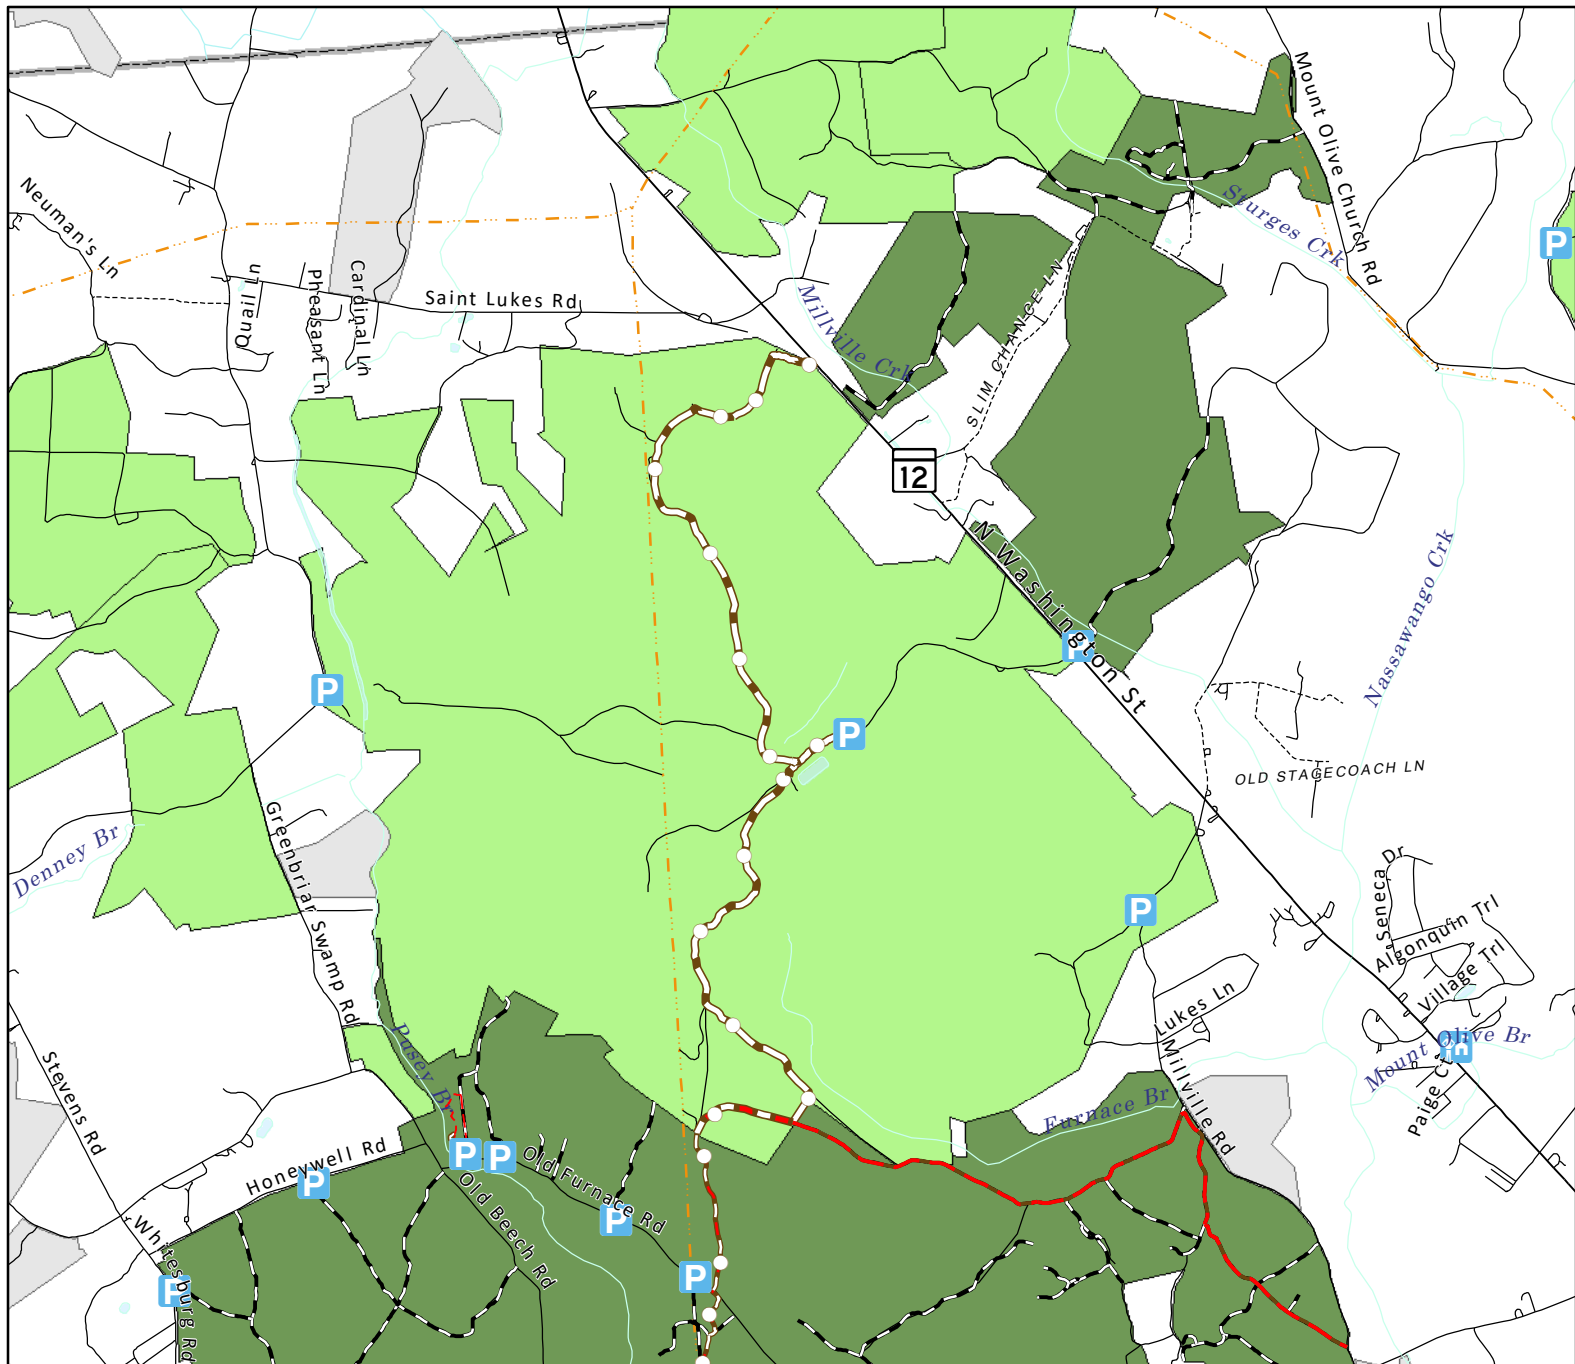 Mount Olive Church Rd
Neuman's Ln
Sturges Crk
P
Quail Ln
Pheasant Ln
Cardinal Ln
Saint Lukes Rd
Millville Crk
SLIM CHANCE LN
12
N Washington St
P
P
P
Nassawango Crk
OLD STAGECOACH LN
Denney Br
Greenbriar Swamp Rd
P
Seneca Dr
Algonquin Trl
Village Trl
Lukes Ln
Pusey Br
Stevens Rd
Mount Olive Br
Paige Ct
Millville Rd
Furnace Br
Honeywell Rd
P
P
P
Old Furnace Rd
Old Beech Rd
P
P
Whitesburg Rd
P